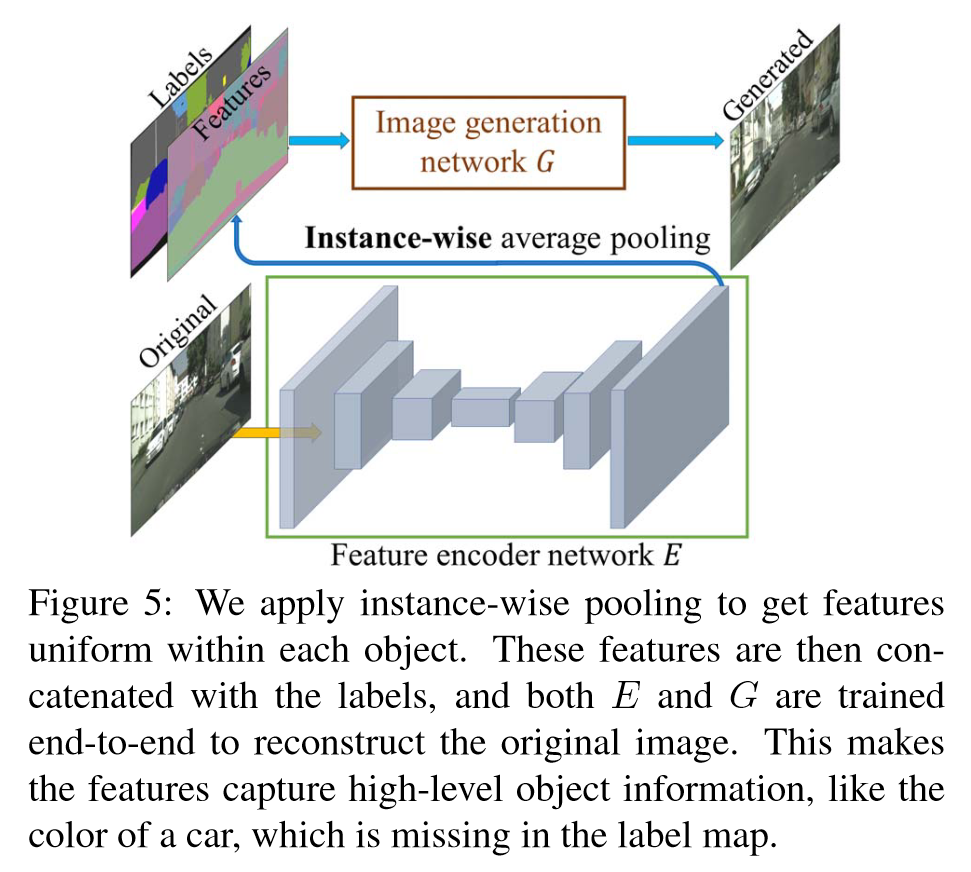 Labels
Features
Generated
Image generation
network G
Instance-wise average pooling
Original
Feature encoder network E
Figure 5: We apply instance-wise pooling to get features
uniform within each object. These features are then con-
catenated with the labels, and both E and G are trained
end-to-end to reconstruct the original image. This makes
the features capture high-level object information, like the
color of a car, which is missing in the label map.